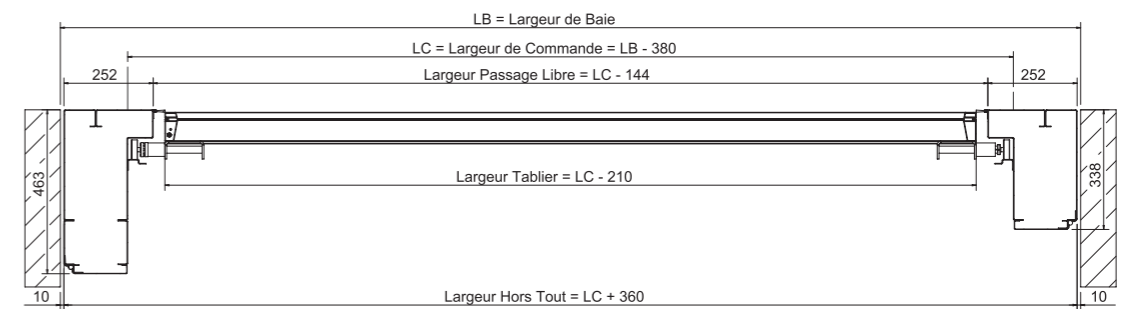 LB = Largeur de Baie
LC = Largeur de Commande = LB - 380
252
Largeur Passage Libre = LC - 144
252
463
338
Largeur Tablier = LC - 210
10
Largeur Hors Tout = LC + 360
10